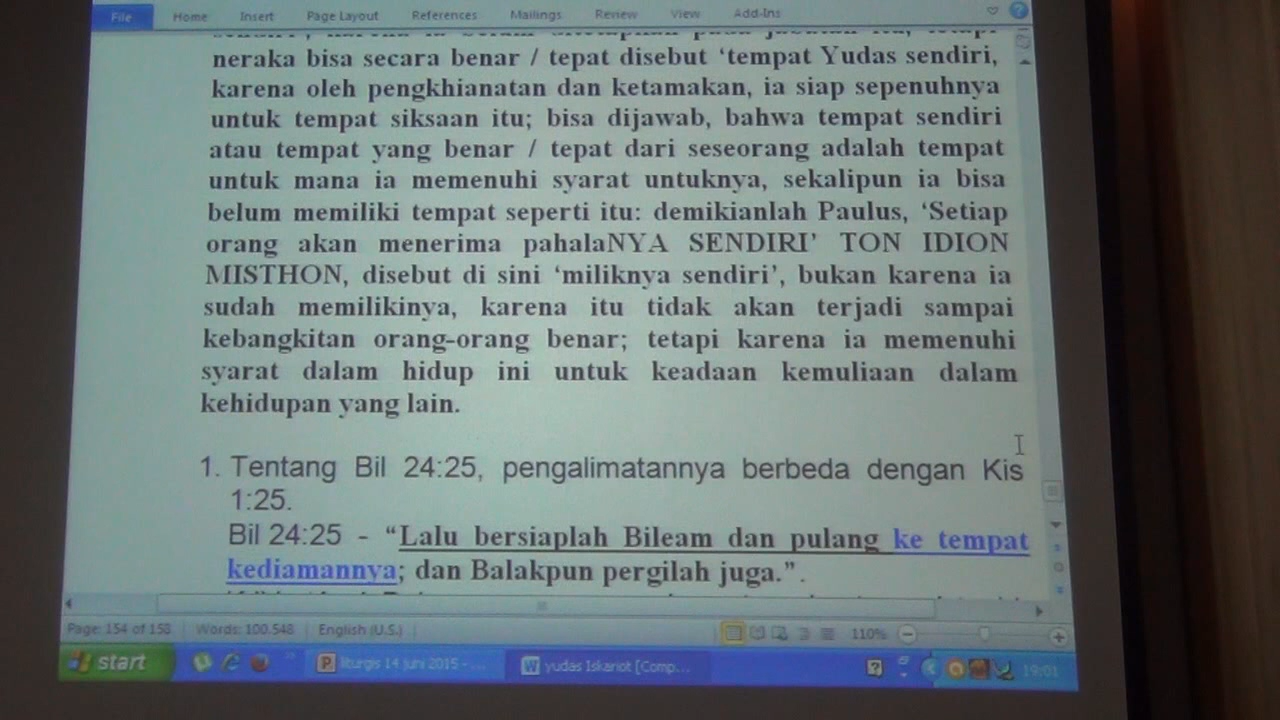 File Home Insert Page Layout References Mailings Review View Add-Ins
neraka bisa secara benar / tepat disebut ‘tempat Yudas sendiri,
karena oleh pengkhianatan dan ketamakan, ia siap sepenuhnya
untuk tempat siksaan itu; bisa dijawab, bahwa tempat sendiri
atau tempat yang benar / tepat dari seseorang adalah tempat
untuk mana ia memenuhi syarat untuknya, sekalipun ia bisa
belum memiliki tempat seperti itu: demikianlah Paulus, ‘Setiap
orang akan menerima pahalaNYA SENDIRI’ TON IDION
MISTHON, disebut di sini ‘miliknya sendiri’, bukan karena ia
sudah memilikinya, karena itu tidak akan terjadi sampai
kebangkitan orang-orang benar; tetapi karena ia memenuhi
syarat dalam hidup ini untuk keadaan kemuliaan dalam
kehidupan yang lain.
1. Tentang Bil 24:25, pengalimatannya berbeda dengan Kis
1:25.
Bil 24:25 - “Lalu bersiaplah Bileam dan pulang ke tempat
kediamannya; dan Balakpun pergilah juga.”.
Page: 154 of 158 Words: 100.548 English (U.S.) 110%
start liturgis 14 juni 2015 - ... yudas Iskariot [Comp... 19:01